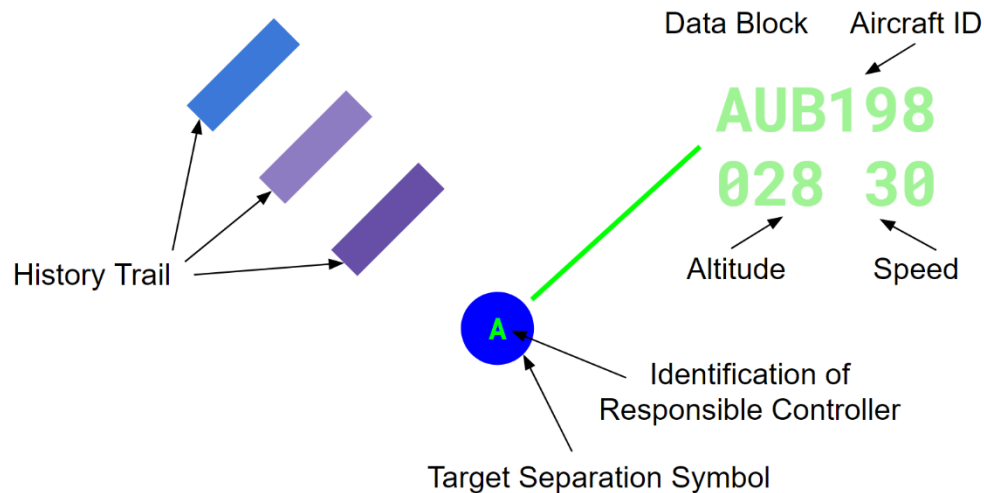 Data Block Aircraft ID
AUB198
028 30
Altitude Speed
History Trail
A
Identification of
Responsible Controller
Target Separation Symbol